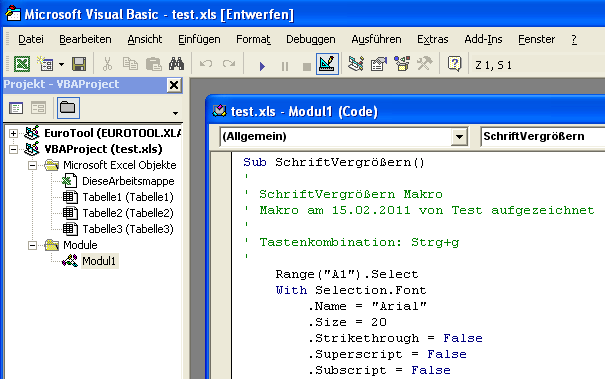 Microsoft Visual Basic - test.xls [Entwerfen]
Datei Bearbeiten Ansicht Einfügen Format Debuggen Ausführen Extras Add-Ins Fenster ?
Z 1, S 1
Projekt - VBAProject
EuroTool (EUROTOOL.XLA
VBAProject (test.xls)
Microsoft Excel Objekte
DieseArbeitsmappe
Tabelle1 (Tabelle1)
Tabelle2 (Tabelle2)
Tabelle3 (Tabelle3)
Module
Modul1
test.xls - Modul1 (Code)
(Allgemein) SchriftVergrößern
Sub SchriftVergrößern()
'
' SchriftVergrößern Makro
' Makro am 15.02.2011 von Test aufgezeichnet
'
' Tastenkombination: Strg+g
'
Range("A1").Select
With Selection.Font
.Name = "Arial"
.Size = 20
.Strikethrough = False
.Superscript = False
.Subscript = False